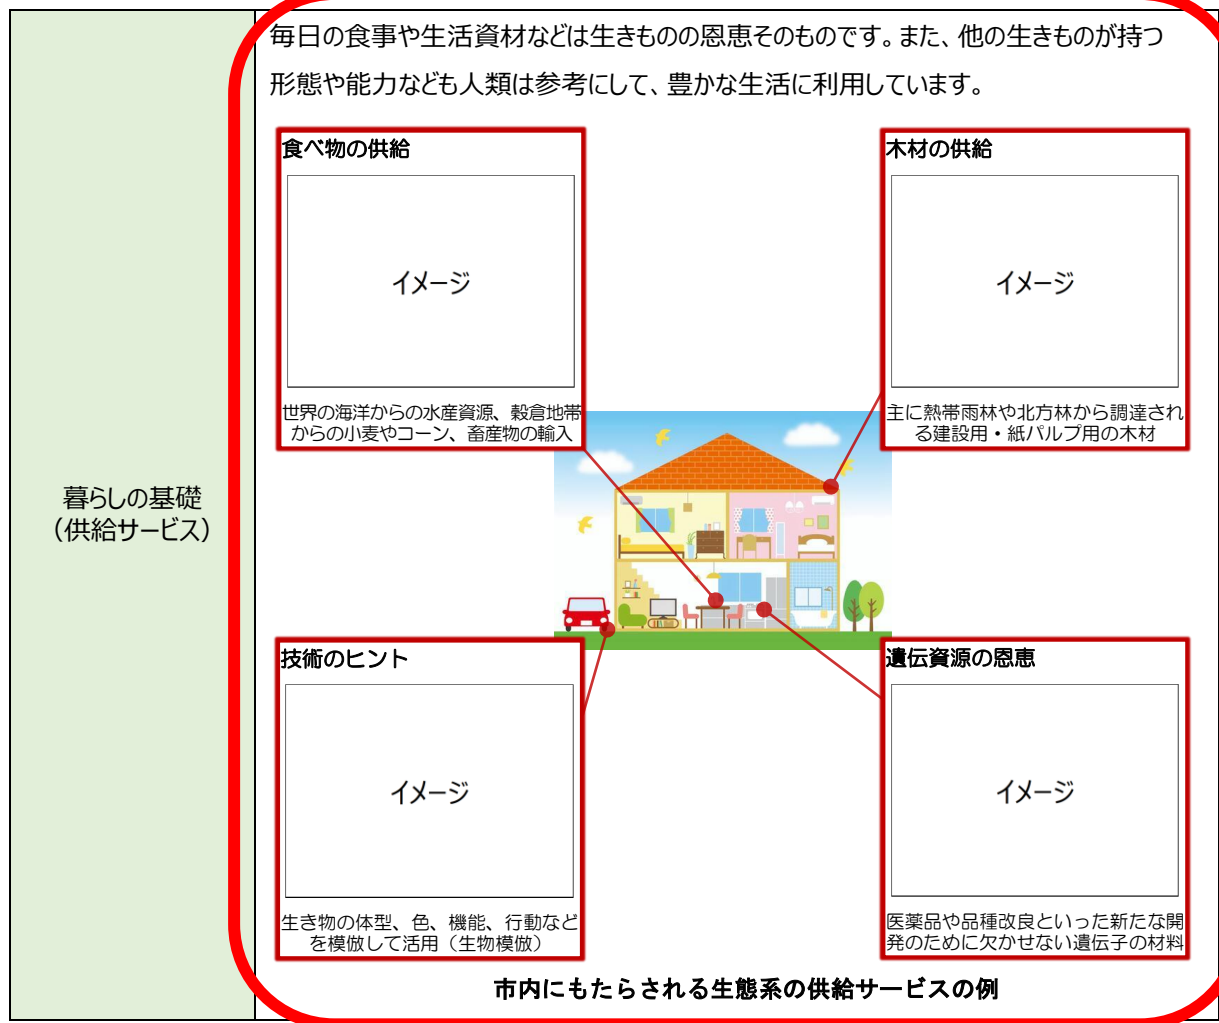 毎日の食事や生活資材などは生きものの恩恵そのものです。また、他の生きものが持つ
形態や能力なども人類は参考にして、豊かな生活に利用しています。
暮らしの基礎
（供給サービス）
食べ物の供給
イメージ
世界の海洋からの水産資源、穀倉地帯
からの小麦やコーン、畜産物の輸入
木材の供給
イメージ
主に熱帯雨林や北方林から調達され
る建設用・紙パルプ用の木材
技術のヒント
イメージ
生き物の体型、色、機能、行動など
を模倣して活用（生物模倣）
遺伝資源の恩恵
イメージ
医薬品や品種改良といった新たな開
発のために欠かせない遺伝子の材料
市内にもたらされる生態系の供給サービスの例